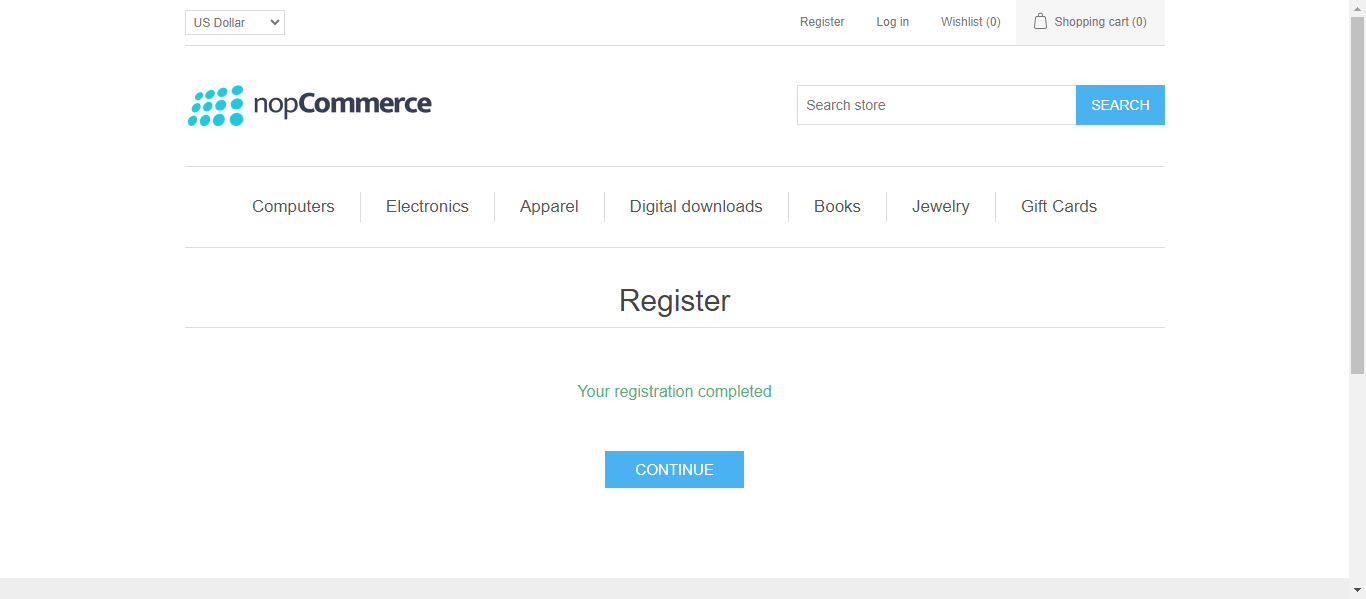 US Dollar
Register
Log in
Wishlist (0)
Shopping cart (0)
nopCommerce
Search store
SEARCH
Computers
Electronics
Apparel
Digital downloads
Books
Jewelry
Gift Cards
Register
Your registration completed
CONTINUE